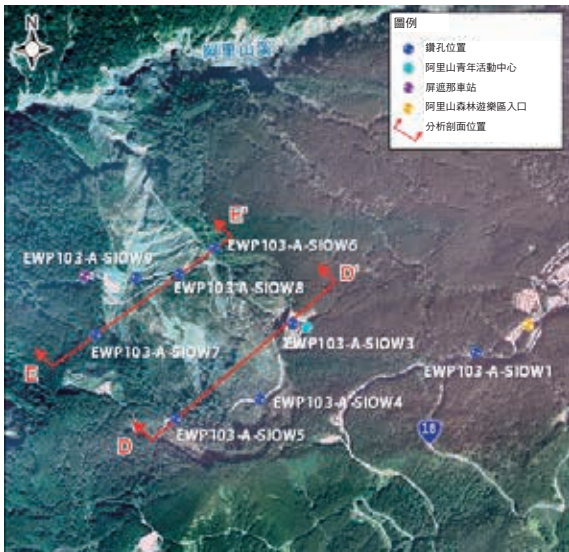 N
阿里山溪
圖例
鑽孔位置
阿里山青年活動中心
屏遮那車站
阿里山森林遊樂區入口
分析剖面位置
E'
EWP103-A-SIOW6
EWP103-A-SIOW9
D'
EWP103-A-SIOW8
EWP103-A-SIOW3
EWP103-A-SIOW7
EWP103-A-SIOW1
E
EWP103-A-SIOW4
18
EWP103-A-SIOW5
D